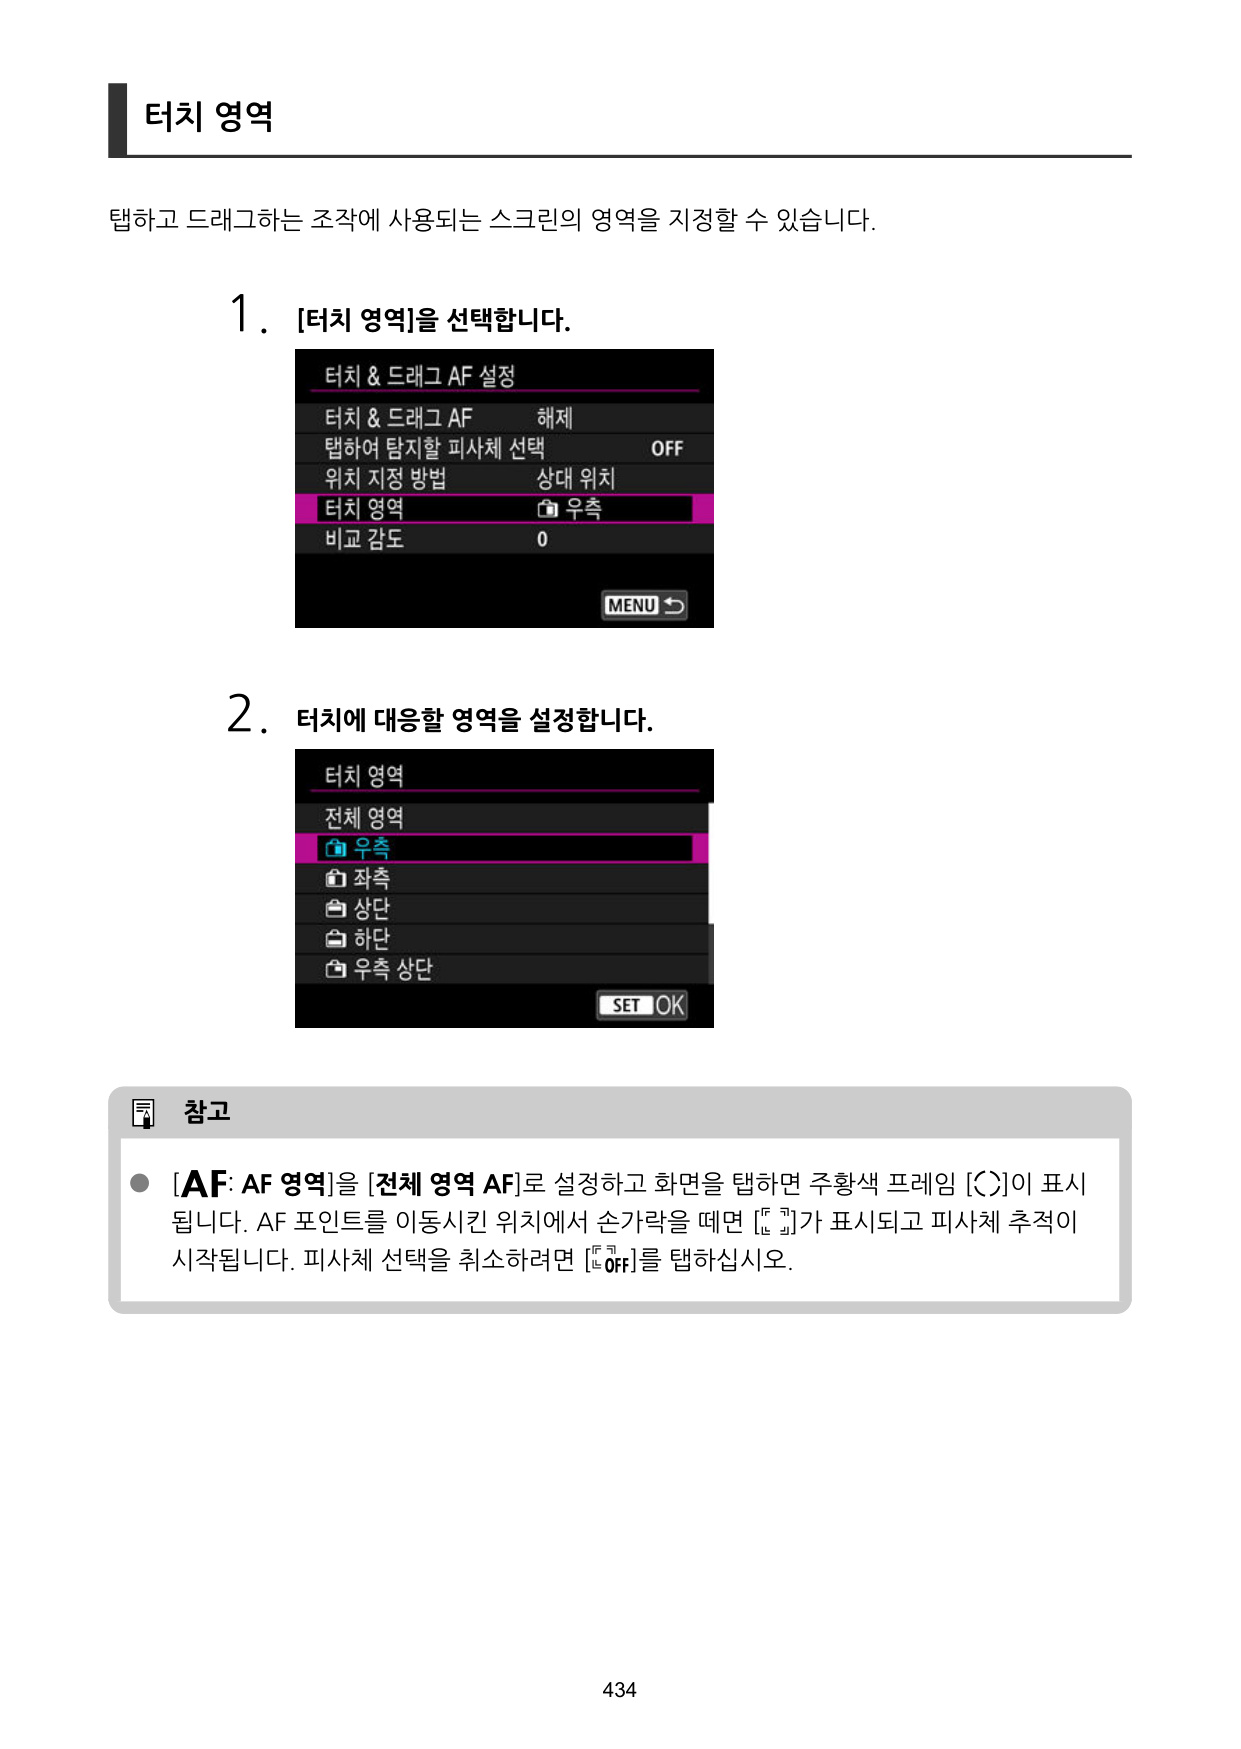 터치 영역
탭하고 드래그하는 조작에 사용되는 스크린의 영역을 지정할 수 있습니다.
1. [터치 영역]을 선택합니다.
터치 & 드래그 AF 설정
터치 & 드래그 AF 해제
탭하여 탐지할 피사체 선택 OFF
위치 지정 방법 상대 위치
터치 영역 우측
비교 감도 0
MENU
2. 터치에 대응할 영역을 설정합니다.
터치 영역
전체 영역
우측
좌측
상단
하단
우측 상단
SET OK
참고
● [AF: AF 영역]을 [전체 영역 AF]로 설정하고 화면을 탭하면 주황색 프레임 [( )]이 표시
됩니다. AF 포인트를 이동시킨 위치에서 손가락을 떼면 [ ]가 표시되고 피사체 추적이
시작됩니다. 피사체 선택을 취소하려면 [OFF]를 탭하십시오.
434